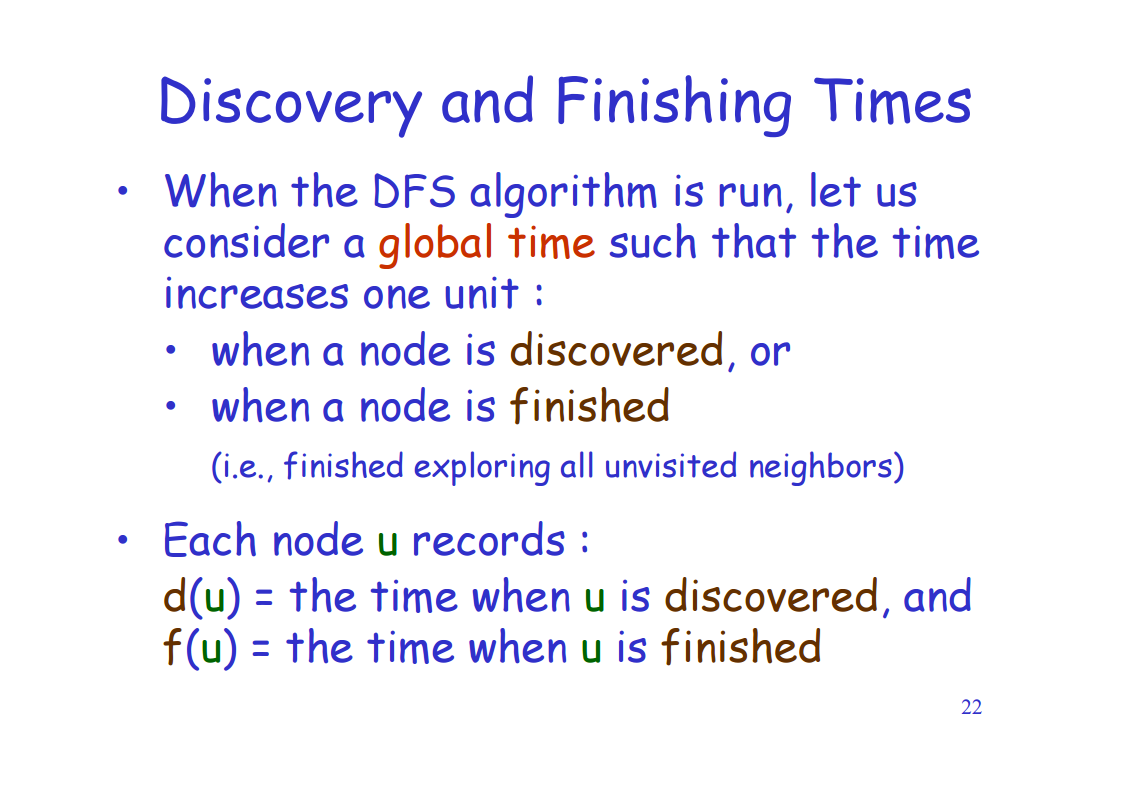 Discovery and Finishing Times
• When the DFS algorithm is run, let us
consider a global time such that the time
increases one unit :
• when a node is discovered, or
• when a node is finished
(i.e., finished exploring all unvisited neighbors)
• Each node u records :
d(u) = the time when u is discovered, and
f(u) = the time when u is finished
22